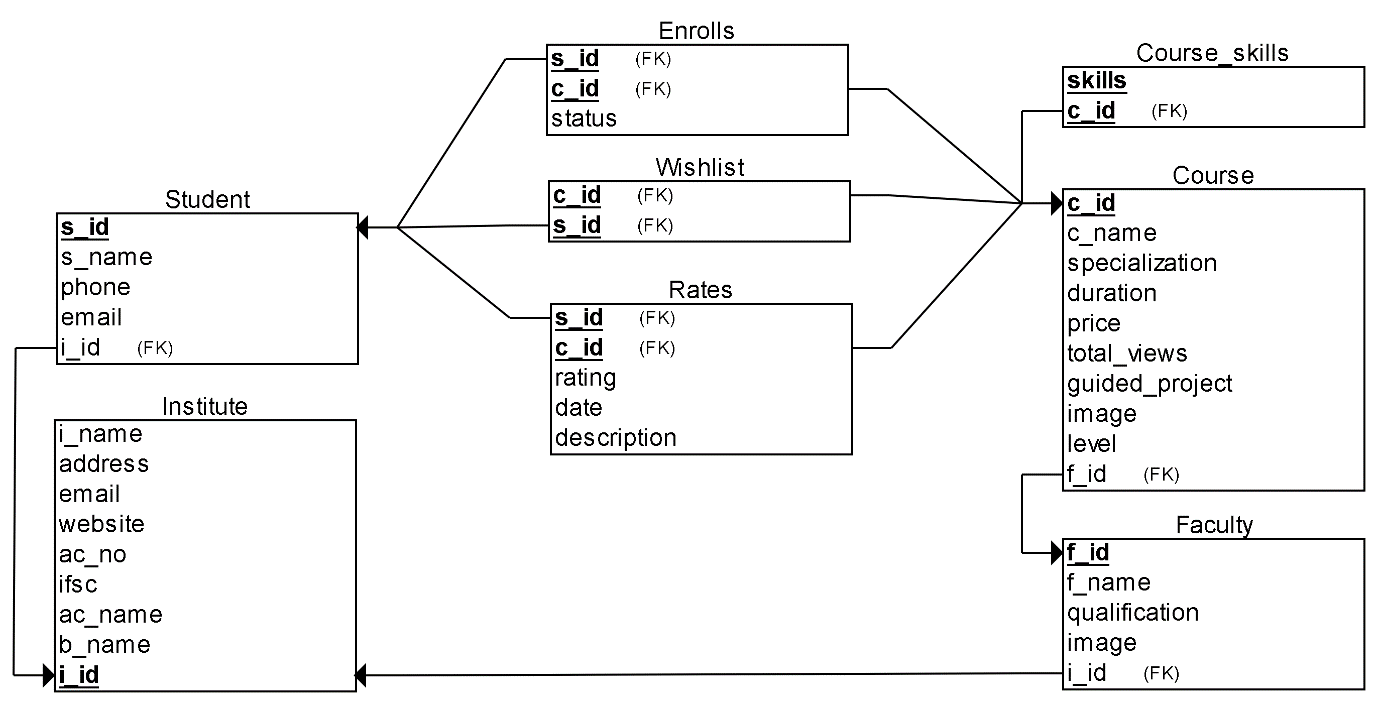 Enrolls
s_id (FK)
c_id (FK)
status
Wishlist
c_id (FK)
s_id (FK)
Rates
s_id (FK)
c_id (FK)
rating
date
description
Student
s_id
s_name
phone
email
i_id (FK)
Institute
i_name
address
email
website
ac_no
ifsc
ac_name
b_name
i_id
Course_skills
skills
c_id (FK)
Course
c_id
c_name
specialization
duration
price
total_views
guided_project
image
level
f_id (FK)
Faculty
f_id
f_name
qualification
image
i_id (FK)